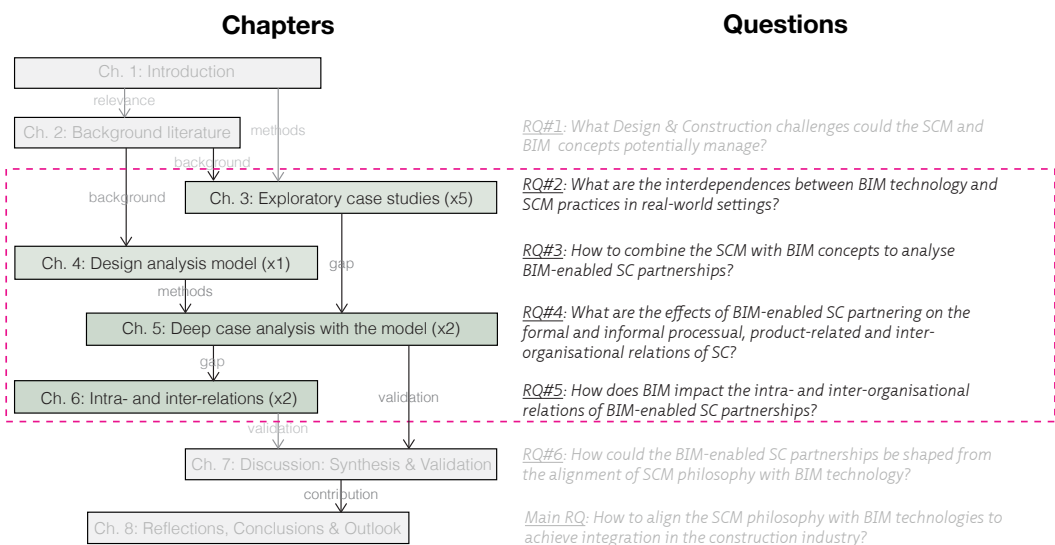 Chapters
Questions
Ch. 1: Introduction
relevance
methods
Ch. 2: Background literature
RQ#1: What Design & Construction challenges could the SCM and
BIM concepts potentially manage?
background
background
Ch. 3: Exploratory case studies (x5)
RQ#2: What are the interdependences between BIM technology and
SCM practices in real-world settings?
Ch. 4: Design analysis model (x1)
gap
RQ#3: How to combine the SCM with BIM concepts to analyse
BIM-enabled SC partnerships?
methods
Ch. 5: Deep case analysis with the model (x2)
RQ#4: What are the effects of BIM-enabled SC partnering on the
formal and informal processual, product-related and inter-
organisational relations of SC?
gap
Ch. 6: Intra- and inter-relations (x2)
validation
RQ#5: How does BIM impact the intra- and inter-organisational
relations of BIM-enabled SC partnerships?
validation
Ch. 7: Discussion: Synthesis & Validation
RQ#6: How could the BIM-enabled SC partnerships be shaped from
the alignment of SCM philosophy with BIM technology?
contribution
Ch. 8: Reflections, Conclusions & Outlook
Main RQ: How to align the SCM philosophy with BIM technologies to
achieve integration in the construction industry?